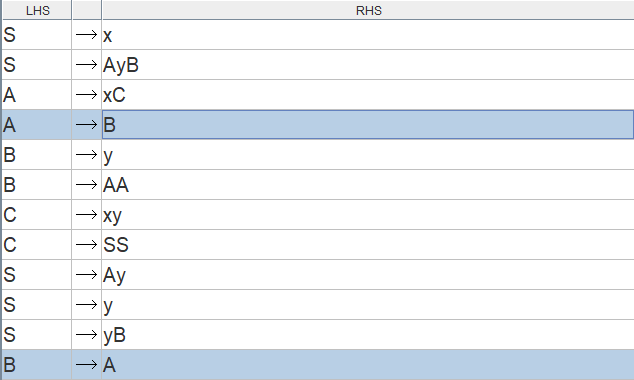 LHS RHS
S → x
S → AyB
A → xC
A → B
B → y
B → AA
C → xy
C → SS
S → Ay
S → y
S → yB
B → A